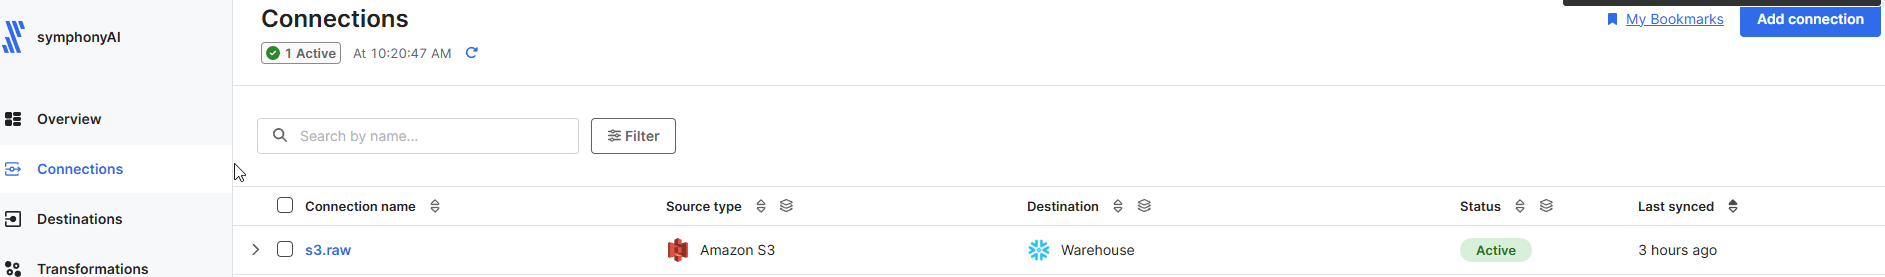 symphonyAI
Overview
Connections
Destinations
Transformations
Connections
1 Active At 10:20:47 AM
My Bookmarks
Add connection
Search by name...
Filter
Connection name Source type Destination Status Last synced
s3.raw Amazon S3 Warehouse Active 3 hours ago